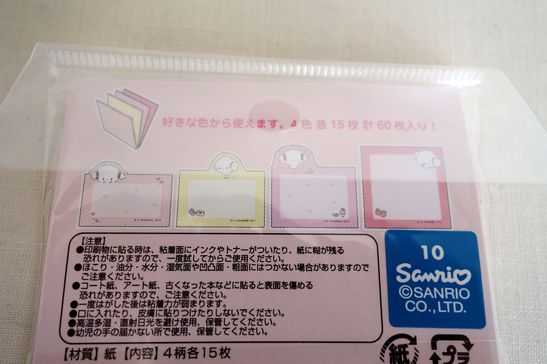 好きな色から使えます。4色 各15枚 計60枚入り！
【注意】
●印刷物に貼る時は、粘着面にインクやトナーがついたり、紙に糊が残る
恐れがありますので、一度試してからご使用ください。
●ほこり・油分・水分・湿気面や凹凸面・粗面にはつかない場合がありますので
ご注意ください。
●コート紙、アート紙、古くなった本などに貼ると表面を傷める
恐れがありますので、ご注意ください。
●一度はがした後は粘着力が弱まります。
●口に入れたり、皮膚に貼りつけたりしないでください。
●高温多湿・直射日光を避け使用、保管してください。
●幼児の手の届かない所で使用、保管してください。
【材質】紙【内容】4柄各15枚
10
Sanrio
©SANRIO
CO., LTD.
紙
プラ